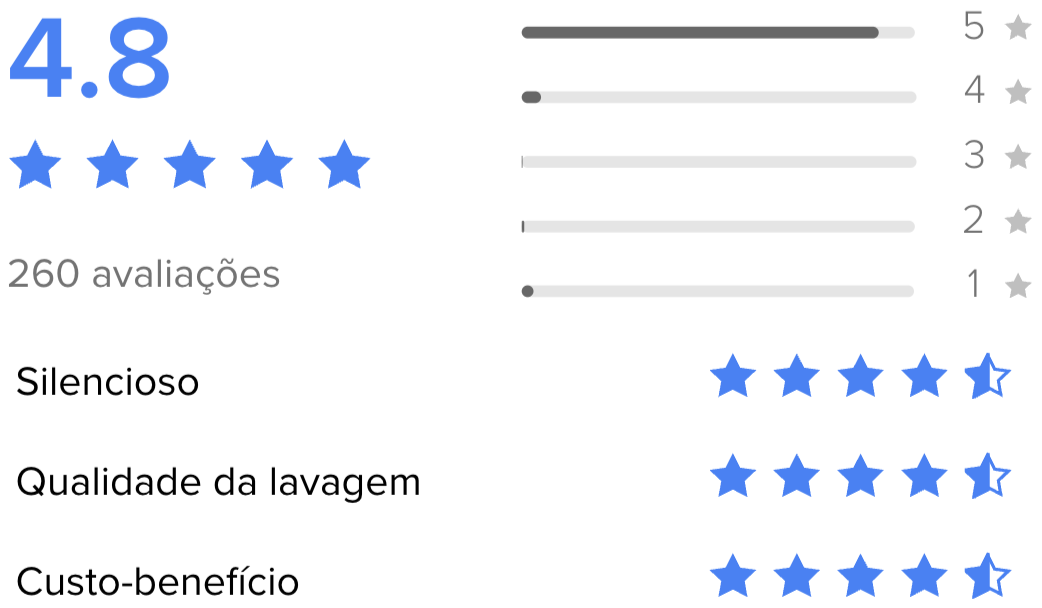 4.8
260 avaliações
5
4
3
2
1
Silencioso
Qualidade da lavagem
Custo-benefício